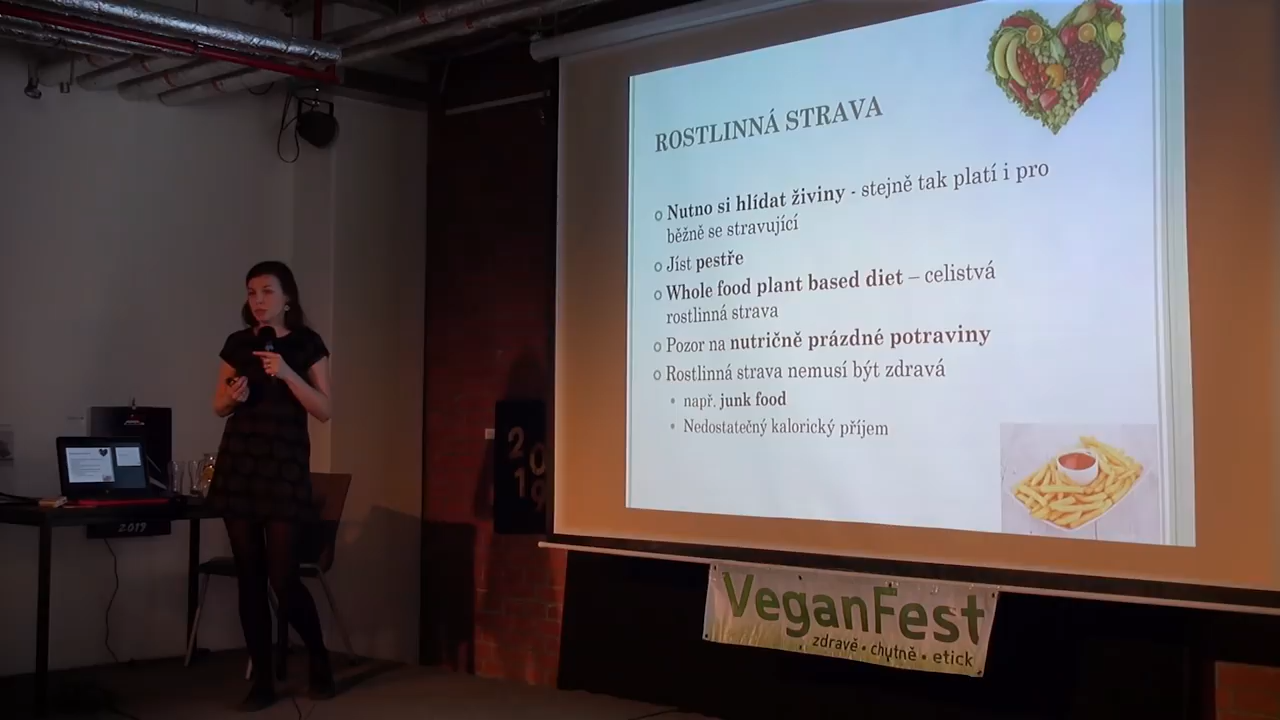 ROSTLINNÁ STRAVA
Nutno si hlídat živiny - stejně tak platí i pro
běžně se stravující
Jíst pestře
Whole food plant based diet – celistvá
rostlinná strava
Pozor na nutričně prázdné potraviny
Rostlinná strava nemusí být zdravá
např. junk food
Nedostatečný kalorický příjem
2019
2019
VeganFest
zdravě • chutně • etick